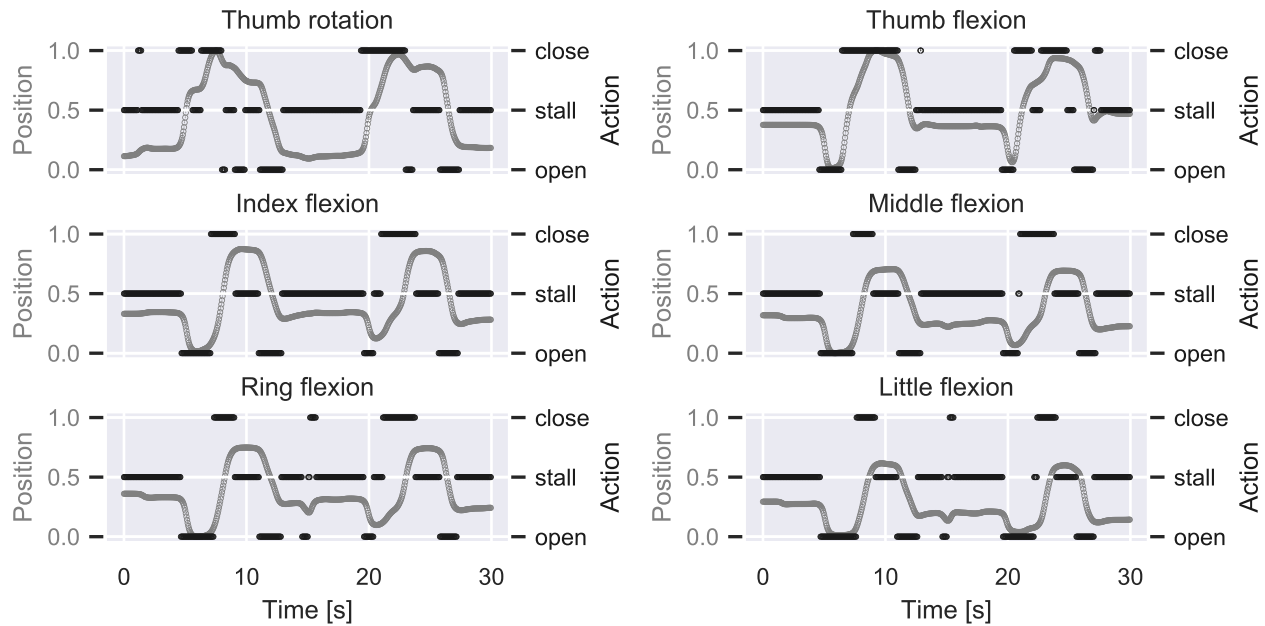 Thumb rotation
Thumb flexion
1.0
0.5
0.0
Position
close
stall
open
Action
1.0
0.5
0.0
Position
close
stall
open
Action
Index flexion
Middle flexion
1.0
0.5
0.0
Position
close
stall
open
Action
1.0
0.5
0.0
Position
close
stall
open
Action
Ring flexion
Little flexion
1.0
0.5
0.0
Position
close
stall
open
Action
1.0
0.5
0.0
Position
close
stall
open
Action
0 10 20 30
0 10 20 30
Time [s]
Time [s]